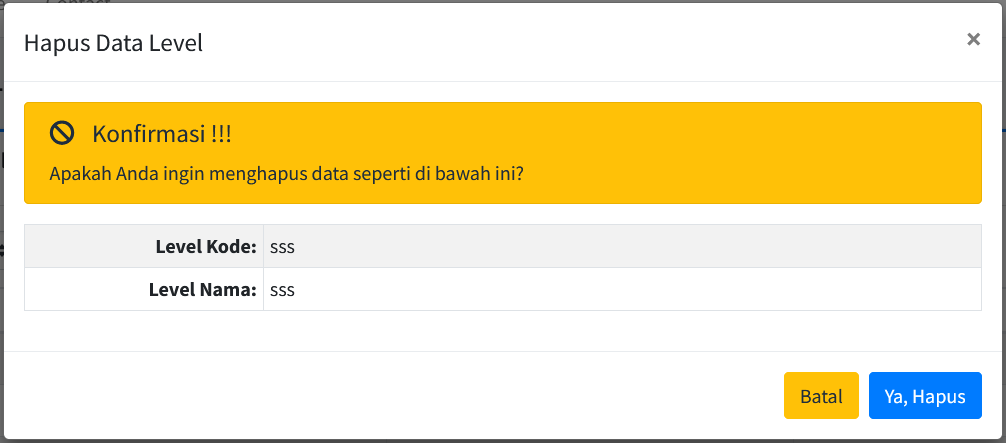 Hapus Data Level
×
Konfirmasi !!!
Apakah Anda ingin menghapus data seperti di bawah ini?
Level Kode: sss
Level Nama: sss
Batal Ya, Hapus